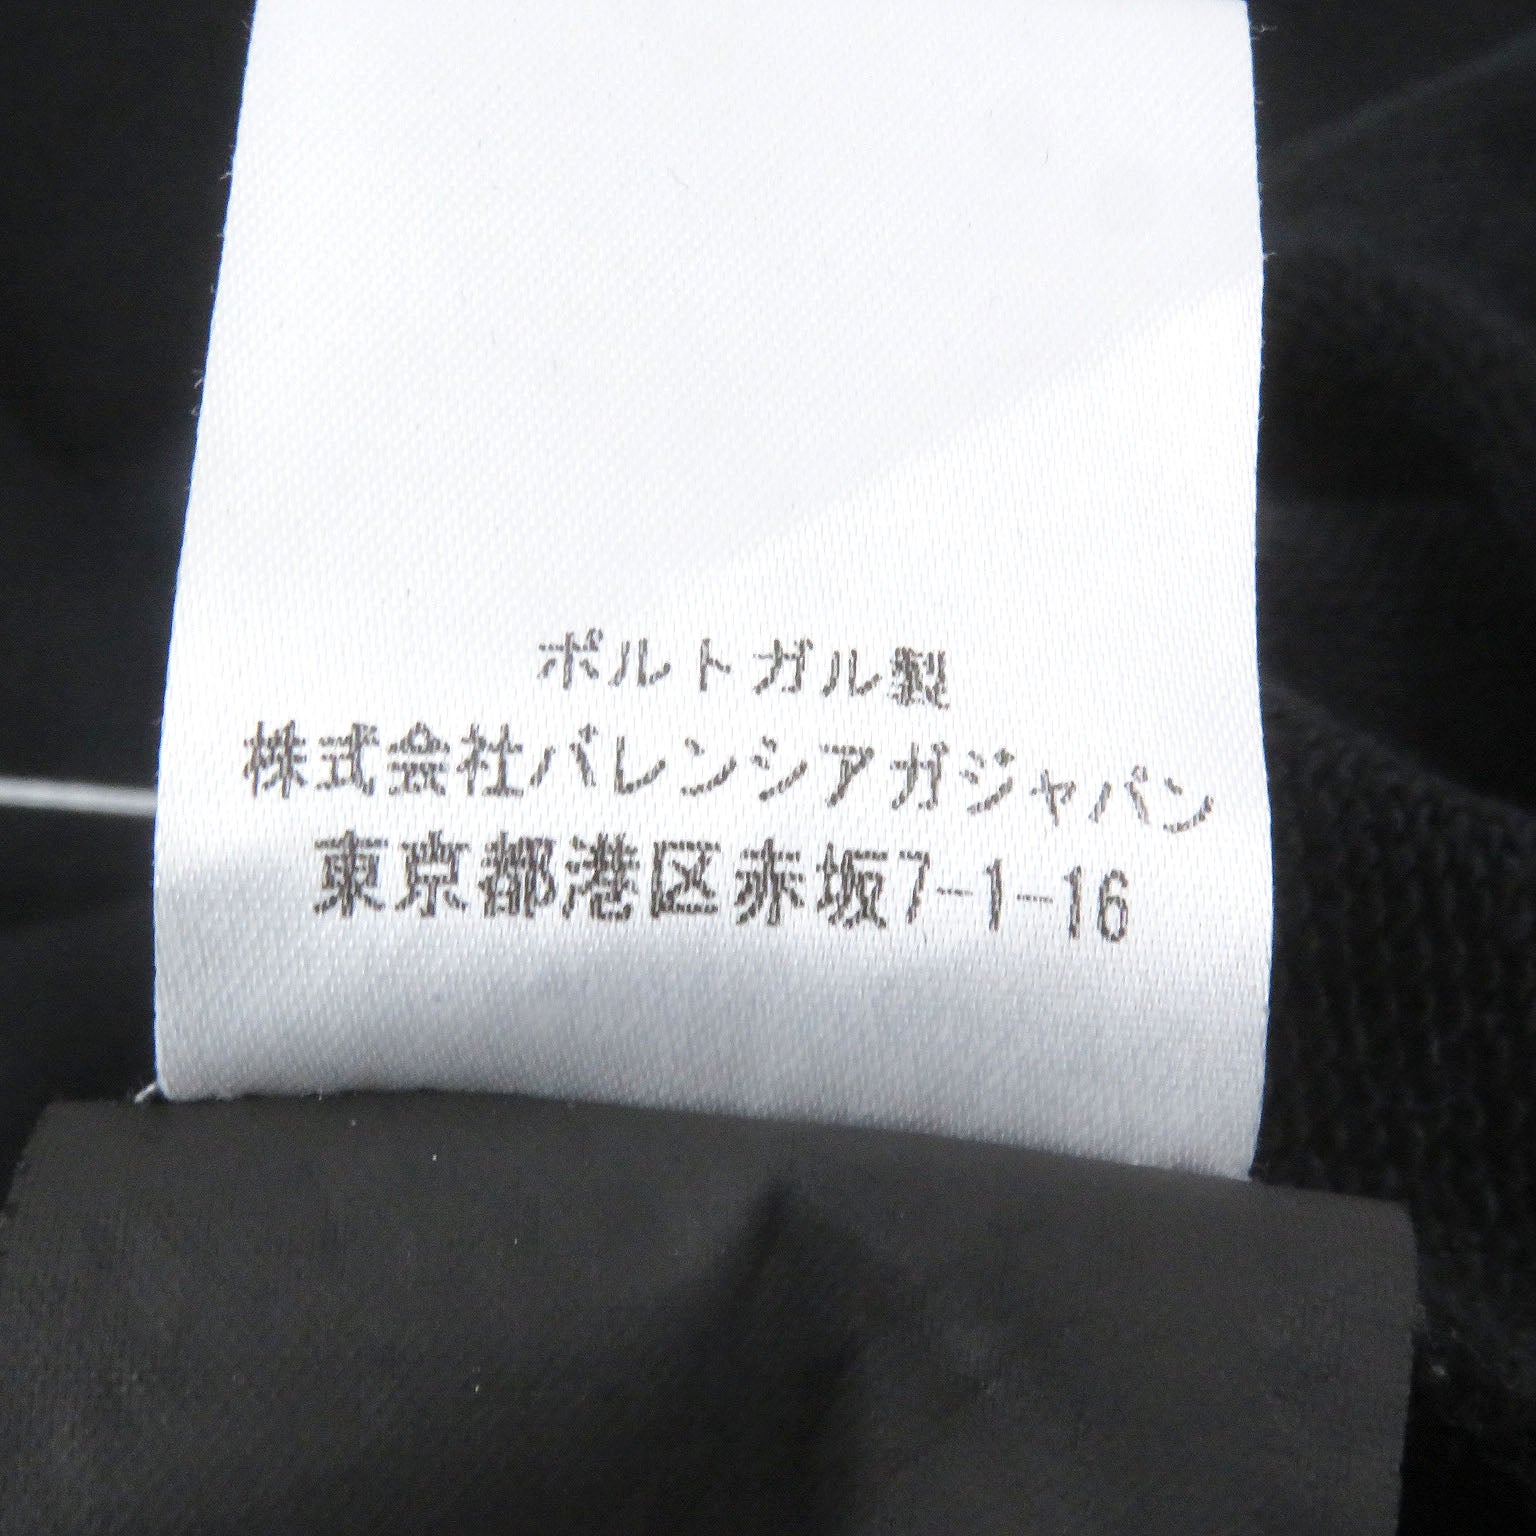 ポルトガル製
株式会社バレンシアガジャパン
東京都港区赤坂7-1-16